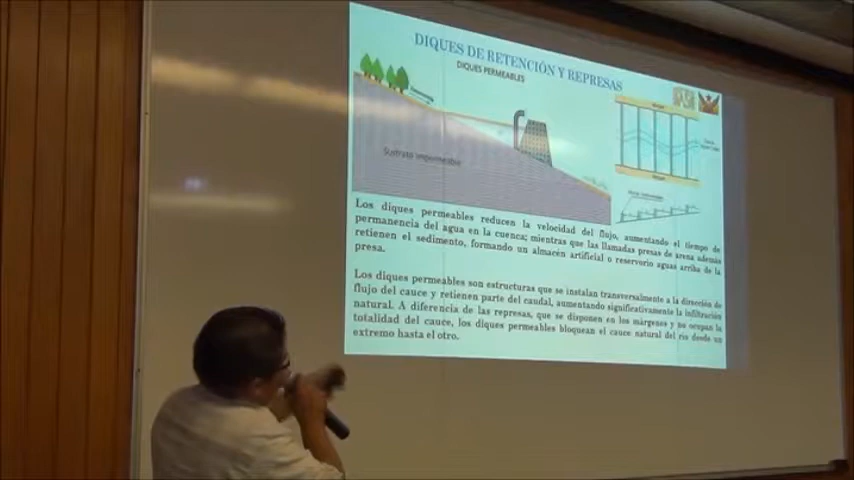 DIQUES DE RETENCIÓN Y REPRESAS
DIQUES PERMEABLES
Sustrato impermeable
Los diques permeables reducen la velocidad del flujo, aumentando el tiempo de
permanencia del agua en la cuenca; mientras que las llamadas presas de arena además
retienen el sedimento, formando un almacén artificial o reservorio aguas arriba de la
presa.
Los diques permeables son estructuras que se instalan transversalmente a la dirección de
flujo del cauce y retienen parte del caudal, aumentando significativamente la infiltración
natural. A diferencia de las represas, que se disponen en los márgenes y no ocupan la
totalidad del cauce, los diques permeables bloquean el cauce natural del río desde un
extremo hasta el otro.